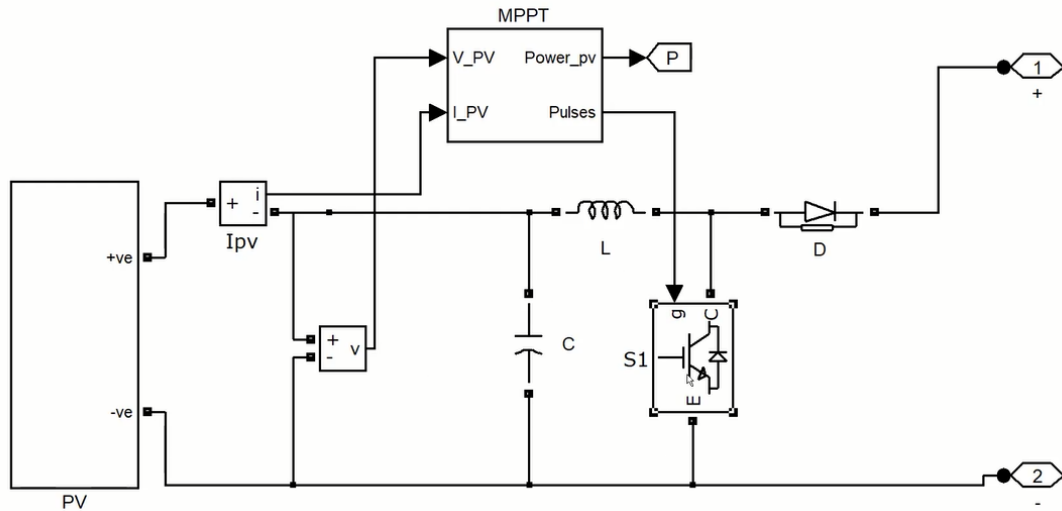 MPPT
V_PV
Power_pv
P
I_PV
Pulses
1
+
+
i
-
Ipv
L
D
+ve
g
C
+
-
v
C
S1
E
-ve
2
-
PV